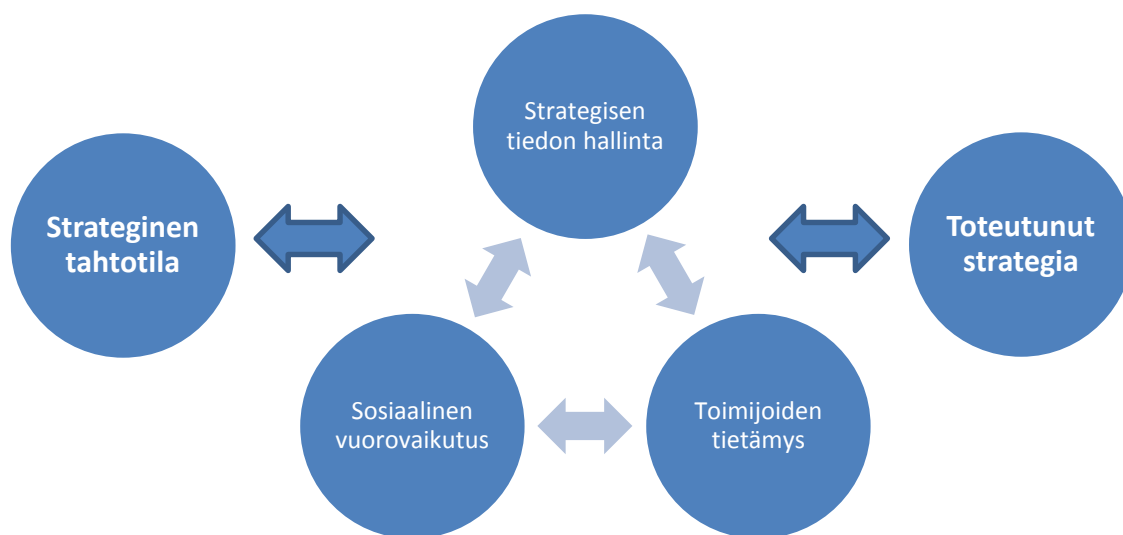 Strategisen
tiedon hallinta
Strateginen
tahtotila
Toteutunut
strategia
Sosiaalinen
vuorovaikutus
Toimijoiden
tietämys